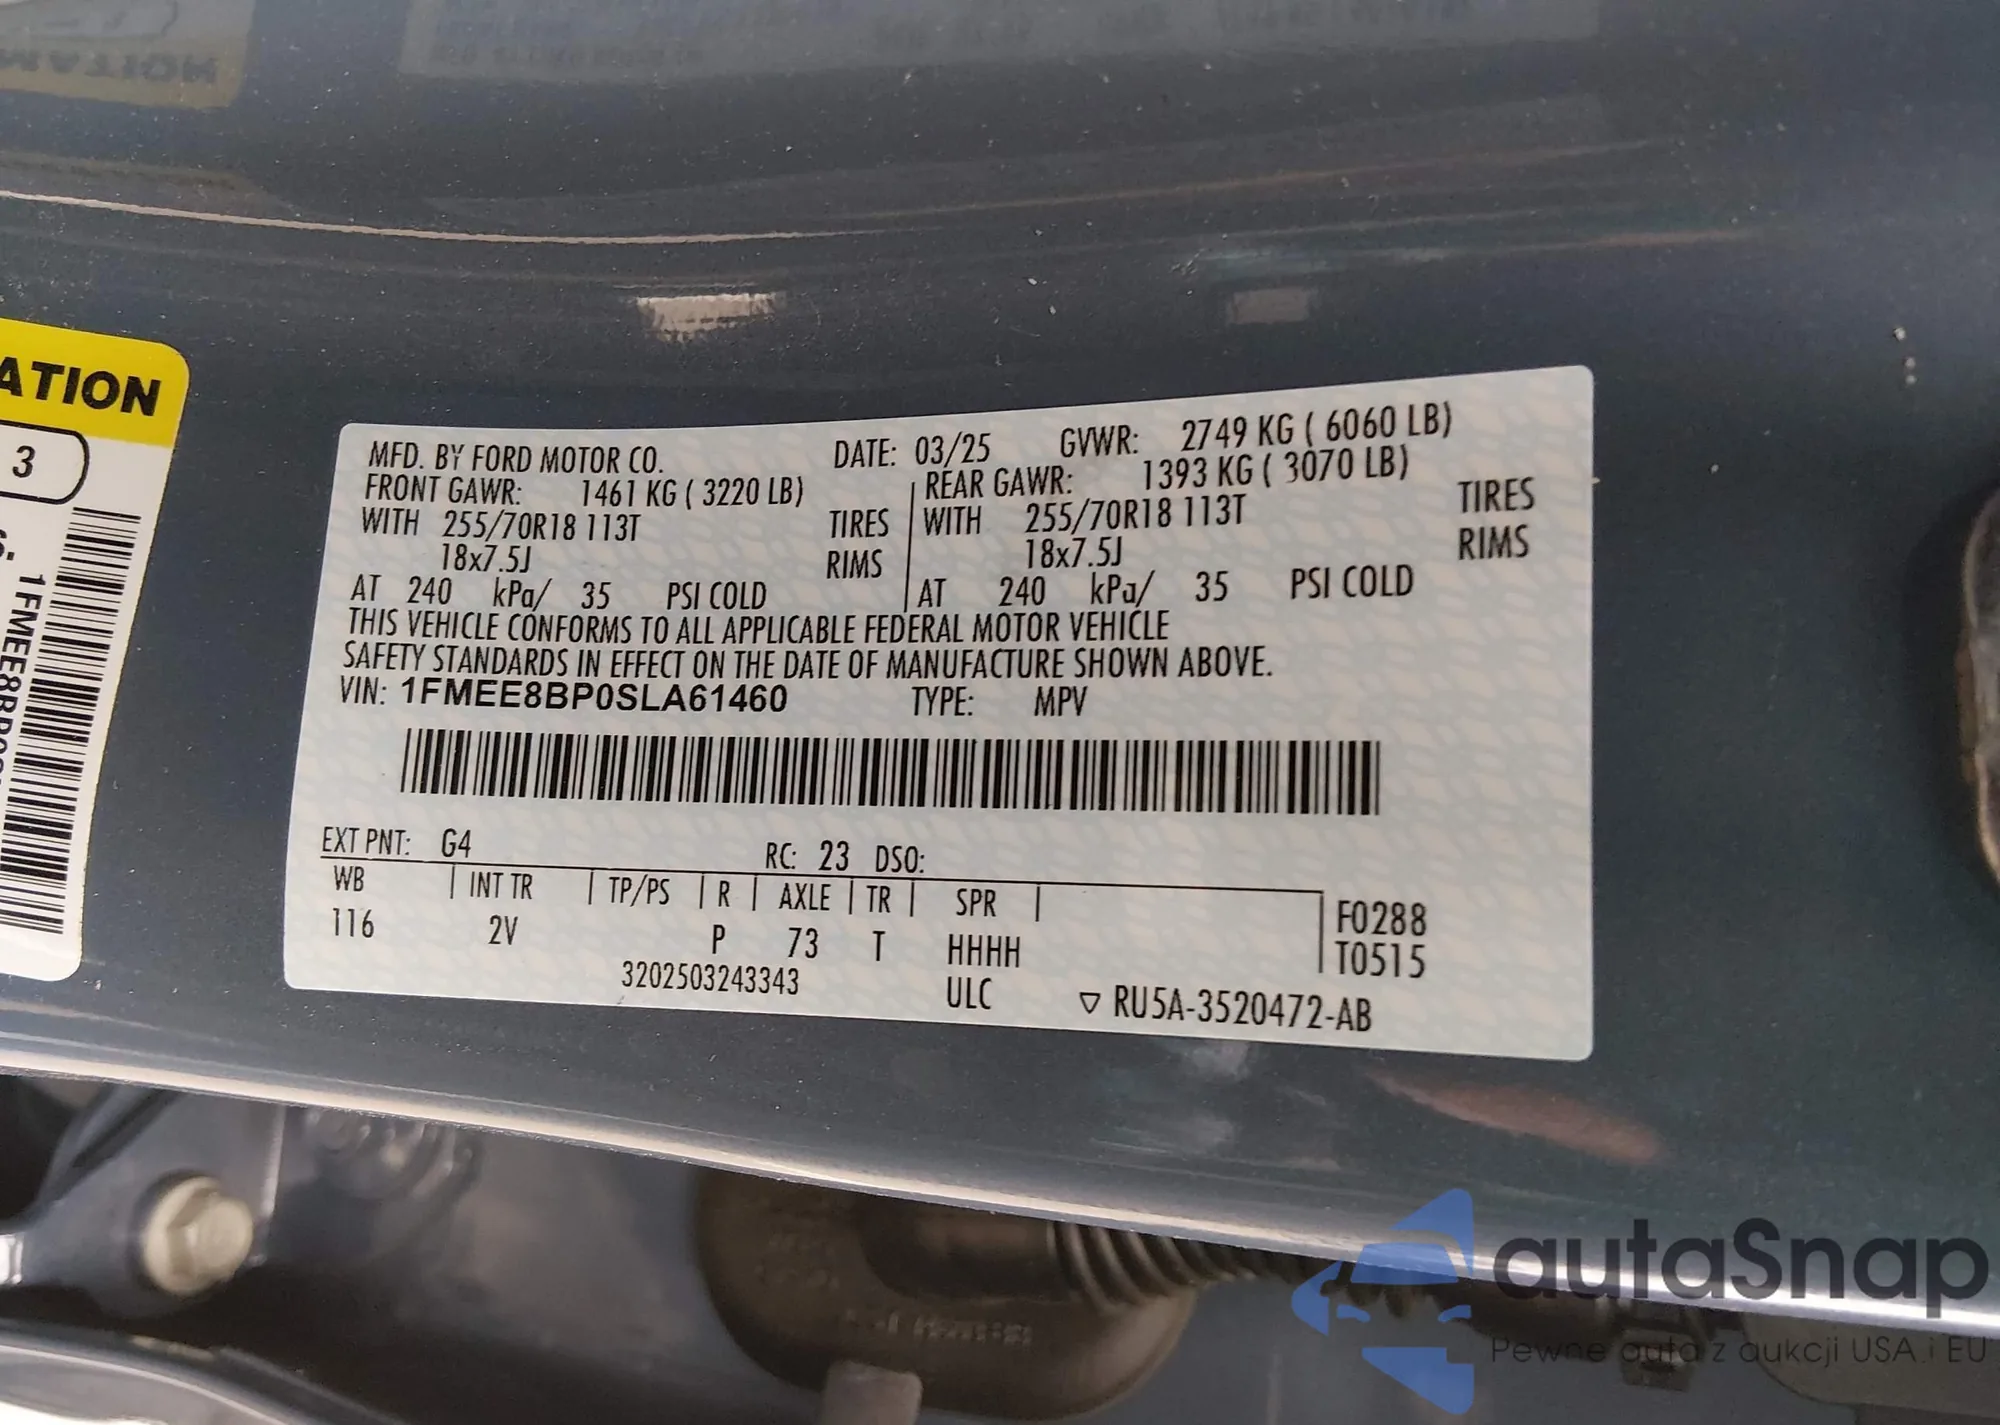 ATION
3
1FMEE8BP0S
MFD. BY FORD MOTOR CO. DATE: 03/25 GVWR: 2749 KG ( 6060 LB)
FRONT GAWR: 1461 KG ( 3220 LB) REAR GAWR: 1393 KG ( 3070 LB)
WITH 255/70R18 113T TIRES WITH 255/70R18 113T TIRES
18x7.5J RIMS 18x7.5J RIMS
AT 240 kPa/ 35 PSI COLD AT 240 kPa/ 35 PSI COLD
THIS VEHICLE CONFORMS TO ALL APPLICABLE FEDERAL MOTOR VEHICLE
SAFETY STANDARDS IN EFFECT ON THE DATE OF MANUFACTURE SHOWN ABOVE.
VIN: 1FMEE8BP0SLA61460 TYPE: MPV
EXT PNT: G4 RC: 23 DSO:
WB INT TR TP/PS R AXLE TR SPR F0288
116 2V P 73 T HHHH T0515
3202503243343 ULC ▽ RU5A-3520472-AB
autaSnap
Pewne auta z aukcji USA i EU